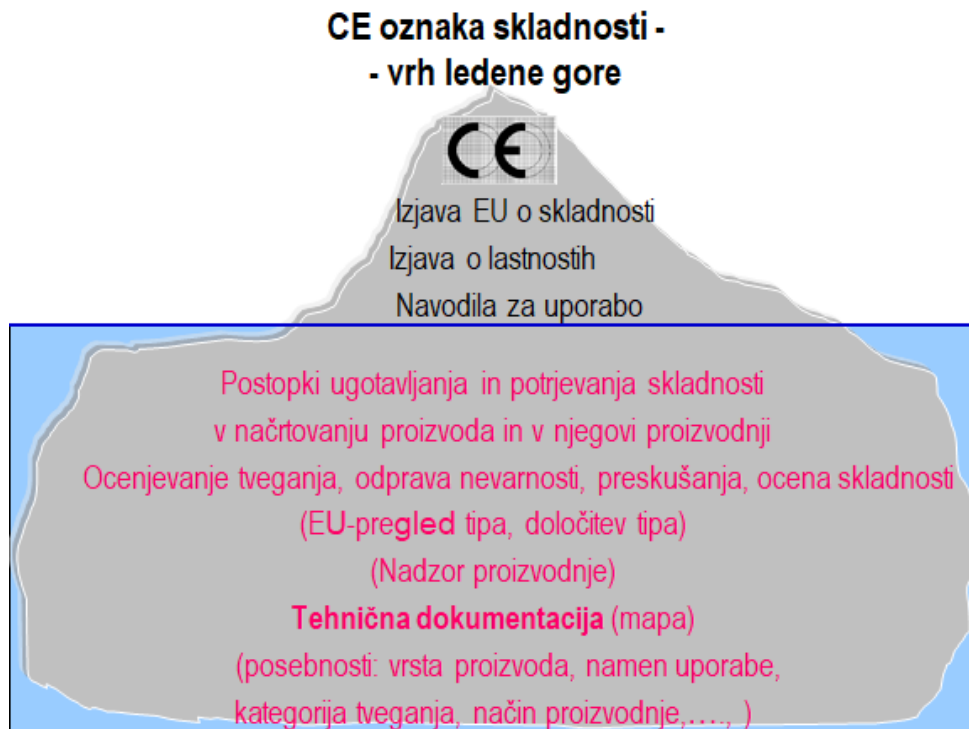 CE oznaka skladnosti -
- vrh ledene gore
CE
Izjava EU o skladnosti
Izjava o lastnostih
Navodila za uporabo
Postopki ugotavljanja in potrjevanja skladnosti
v načrtovanju proizvoda in v njegovi proizvodnji
Ocenjevanje tveganja, odprava nevarnosti, preskušanja, ocena skladnosti
(EU-pregled tipa, določitev tipa)
(Nadzor proizvodnje)
Tehnična dokumentacija (mapa)
(posebnosti: vrsta proizvoda, namen uporabe,
kategorija tveganja, način proizvodnje,...., )